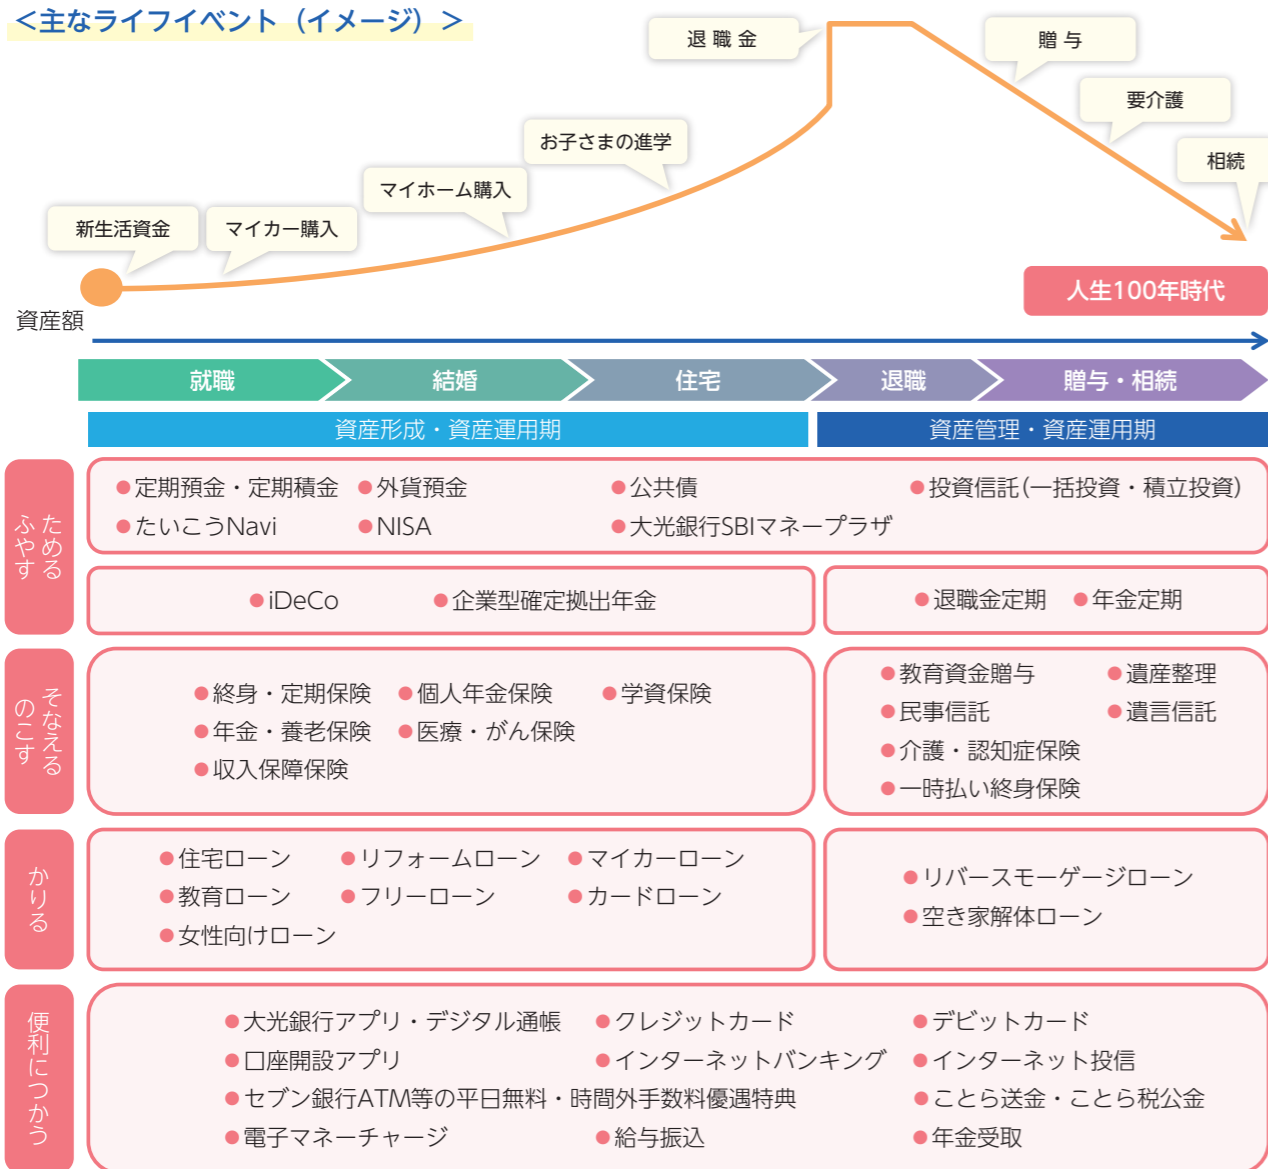 ＜主なライフイベント（イメージ）＞
退職金
贈与
要介護
相続
お子さまの進学
マイホーム購入
マイカー購入
新生活資金
人生100年時代
資産額
就職
結婚
住宅
退職
贈与・相続
資産形成・資産運用期
資産管理・資産運用期
ためる
ふやす
●定期預金・定期積金 ●外貨預金 ●公共債 ●投資信託(一括投資・積立投資)
●たいこうNavi ●NISA ●大光銀行SBIマネープラザ
●iDeCo ●企業型確定拠出年金
●退職金定期 ●年金定期
そなえる
のこす
●終身・定期保険 ●個人年金保険 ●学資保険
●年金・養老保険 ●医療・がん保険
●収入保障保険
●教育資金贈与 ●遺産整理
●民事信託 ●遺言信託
●介護・認知症保険
●一時払い終身保険
かりる
●住宅ローン ●リフォームローン ●マイカーローン
●教育ローン ●フリーローン ●カードローン
●女性向けローン
●リバースモーゲージローン
●空き家解体ローン
便利につかう
●大光銀行アプリ・デジタル通帳 ●クレジットカード ●デビットカード
●口座開設アプリ ●インターネットバンキング ●インターネット投信
●セブン銀行ATM等の平日無料・時間外手数料優遇特典 ●ことら送金・ことら税公金
●電子マネーチャージ ●給与振込 ●年金受取